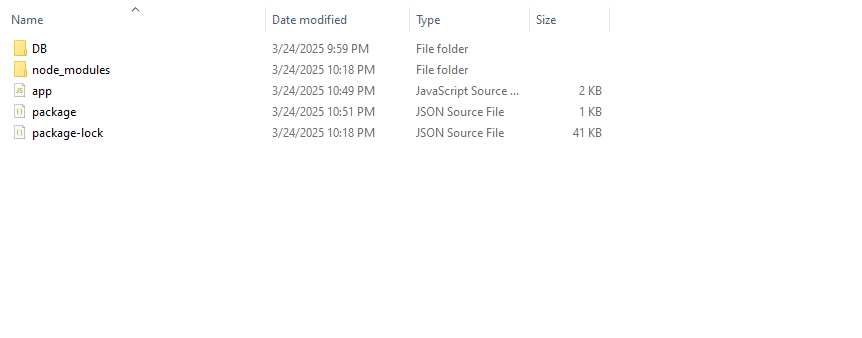 Name Date modified Type Size
DB 3/24/2025 9:59 PM File folder
node_modules 3/24/2025 10:18 PM File folder
app 3/24/2025 10:49 PM JavaScript Source ... 2 KB
package 3/24/2025 10:51 PM JSON Source File 1 KB
package-lock 3/24/2025 10:18 PM JSON Source File 41 KB